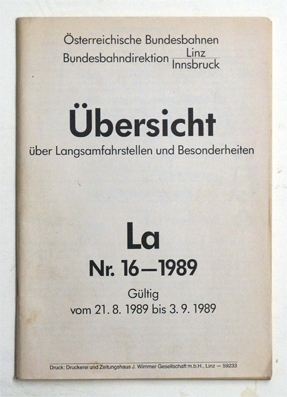 Österreichische Bundesbahnen
Bundesbahndirektion Linz
Innsbruck
Übersicht
über Langsamfahrstellen und Besonderheiten
La
Nr. 16—1989
Gültig
vom 21. 8. 1989 bis 3. 9. 1989
Druck: Druckerei und Zeitungshaus J. Wimmer Gesellschaft m.b.H., Linz — 59233